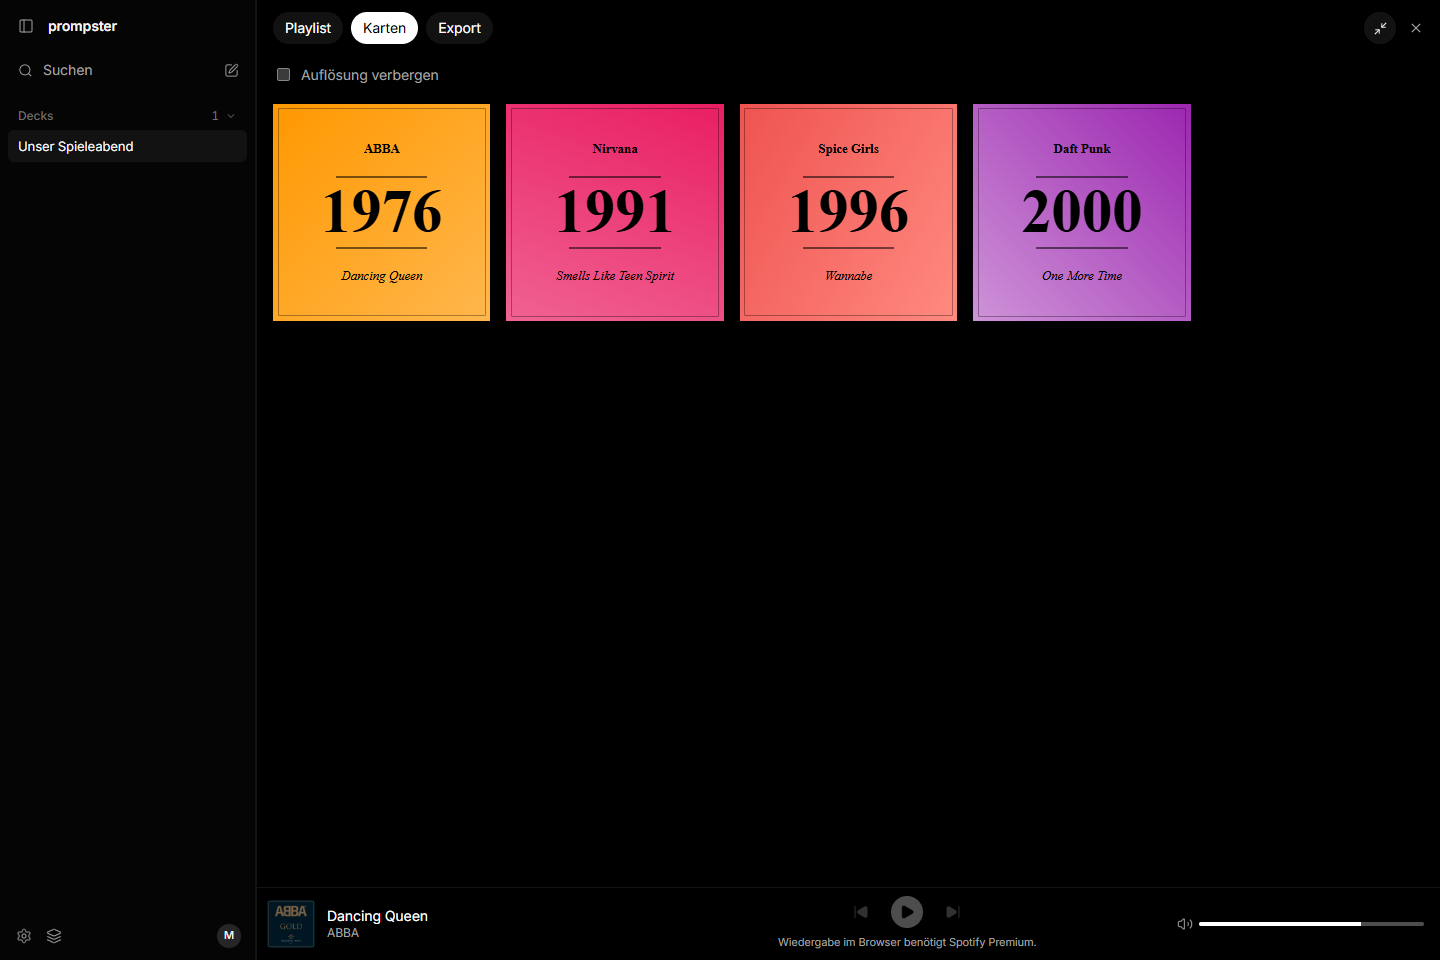 prompster
Suchen
Decks 1
Unser Spieleabend
M
Playlist Karten Export
Auflösung verbergen
ABBA
1976
Dancing Queen
Nirvana
1991
Smells Like Teen Spirit
Spice Girls
1996
Wannabe
Daft Punk
2000
One More Time
ABBA
GOLD
Dancing Queen
ABBA
Wiedergabe im Browser benötigt Spotify Premium.